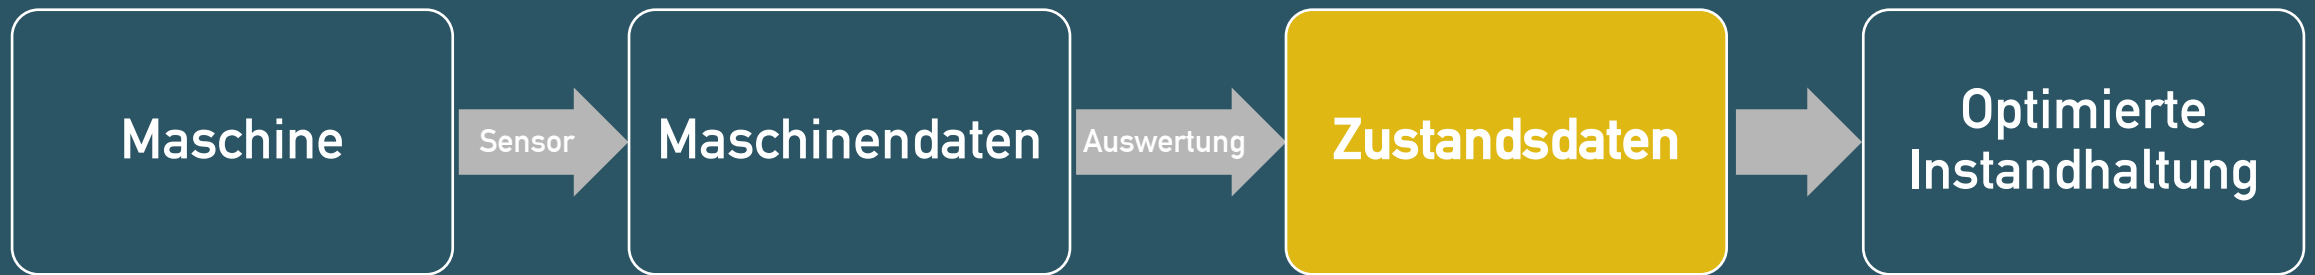 Maschine
Sensor
Maschinendaten
Auswertung
Zustandsdaten
Optimierte
Instandhaltung